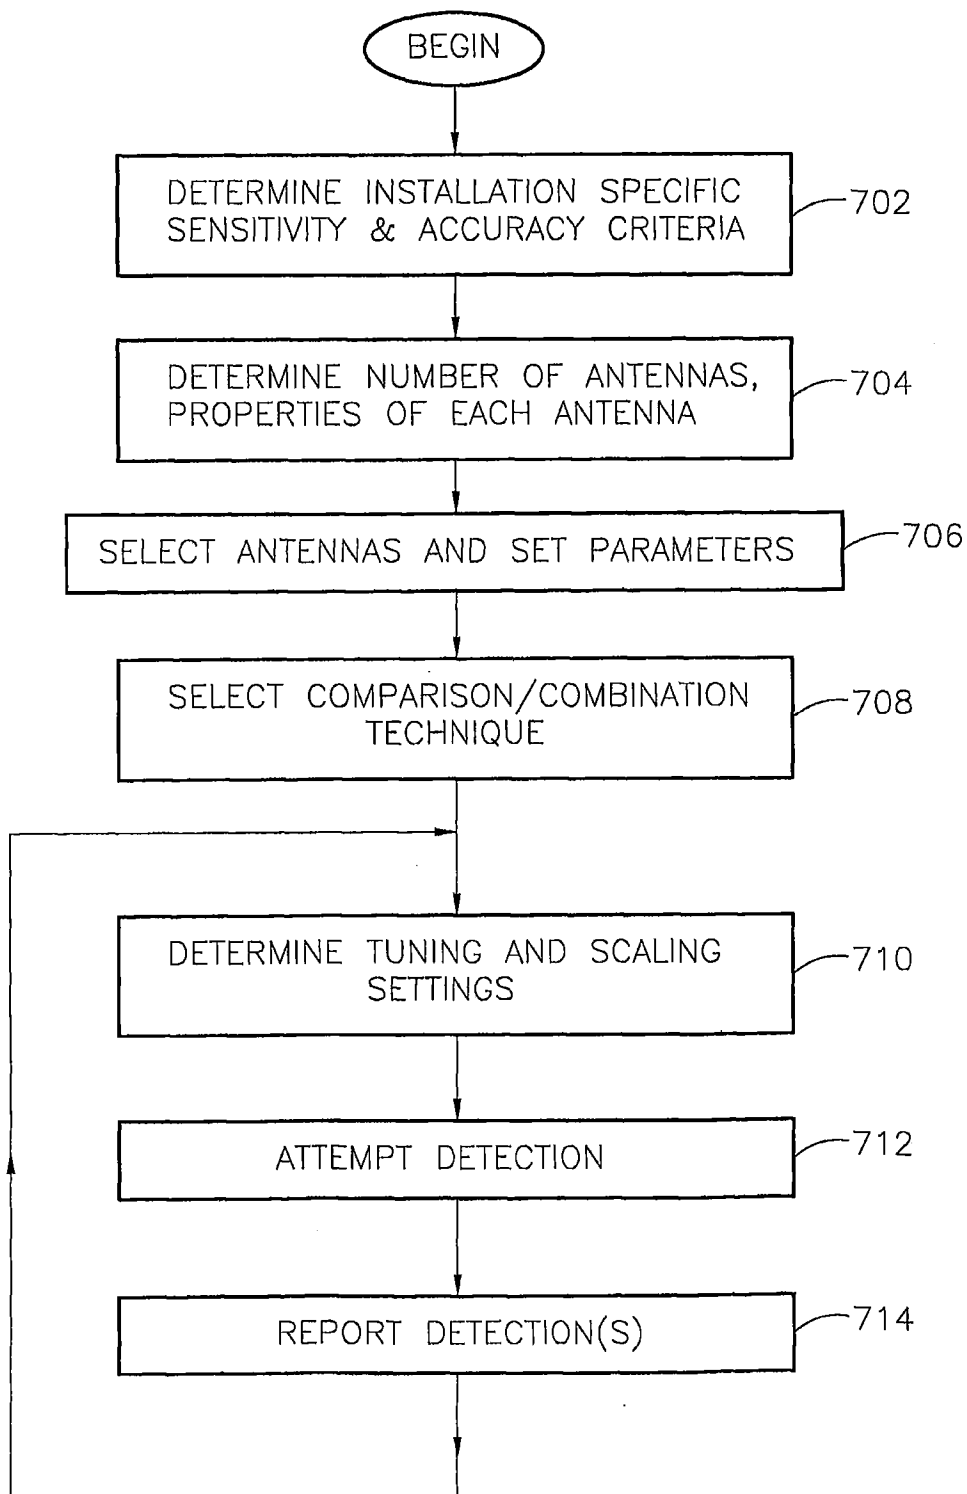 BEGIN
DETERMINE INSTALLATION SPECIFIC
SENSITIVITY & ACCURACY CRITERIA
702
DETERMINE NUMBER OF ANTENNAS,
PROPERTIES OF EACH ANTENNA
704
SELECT ANTENNAS AND SET PARAMETERS
706
SELECT COMPARISON/COMBINATION
TECHNIQUE
708
DETERMINE TUNING AND SCALING
SETTINGS
710
ATTEMPT DETECTION
712
REPORT DETECTION(S)
714